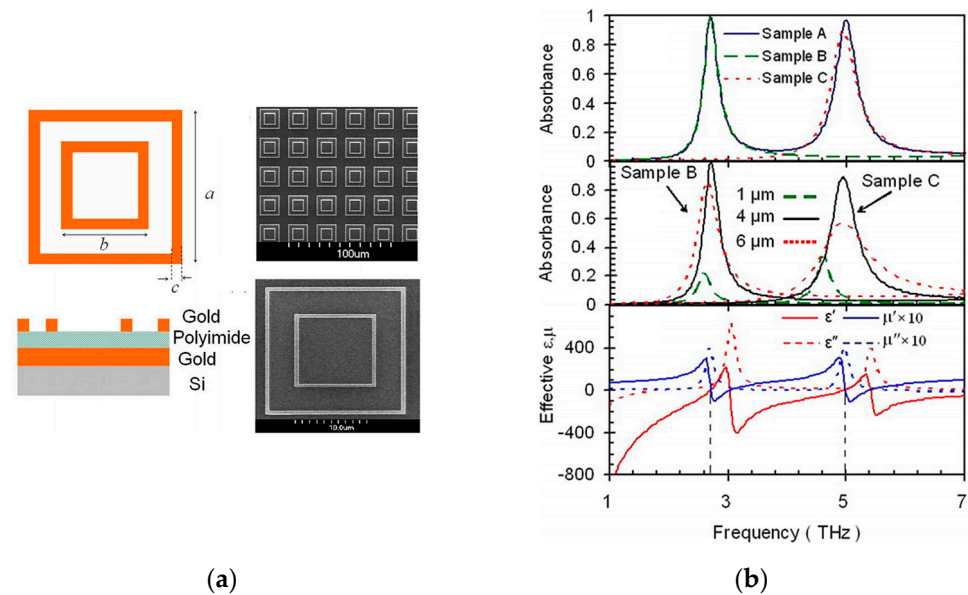 a
b
c
100um
Gold
Polyimide
Gold
Si
10.0um
(a)
Absorbance
1
0.8
0.6
0.4
0.2
0
Sample A
Sample B
Sample C
Absorbance
0.8
0.6
0.4
0.2
0
Sample B
1 μm
4 μm
6 μm
Sample C
Effective ε,μ
400
0
-400
-800
ε′
μ′×10
ε″
μ″×10
1
3
5
7
Frequency ( THz )
(b)